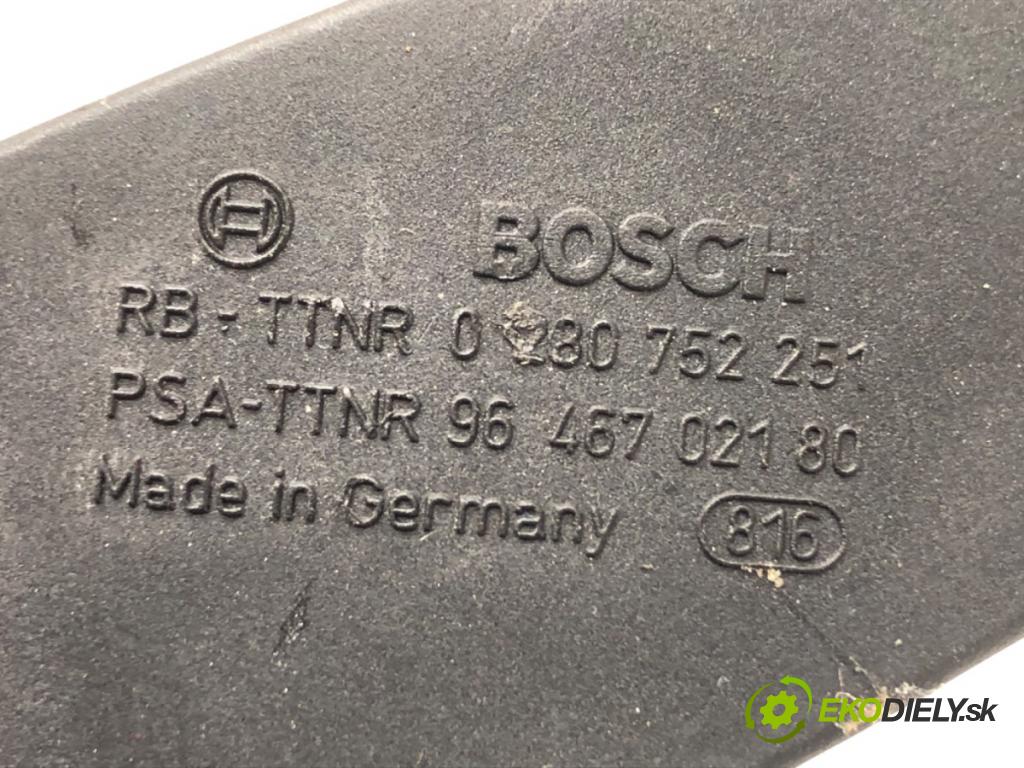 BOSCH
RB - TTNR 0 280 752 251
PSA-TTNR 96 467 021 80
Made in Germany 816
EKODIELY.sk